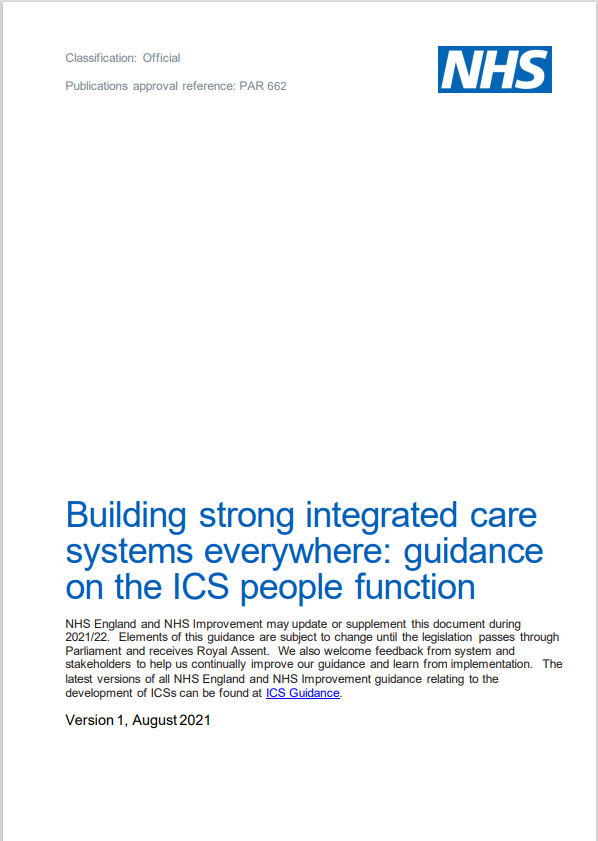 Classification: Official
NHS
Publications approval reference: PAR 662
Building strong integrated care
systems everywhere: guidance
on the ICS people function
NHS England and NHS Improvement may update or supplement this document during
2021/22. Elements of this guidance are subject to change until the legislation passes through
Parliament and receives Royal Assent. We also welcome feedback from system and
stakeholders to help us continually improve our guidance and learn from implementation. The
latest versions of all NHS England and NHS Improvement guidance relating to the
development of ICSs can be found at ICS Guidance.
Version 1, August 2021